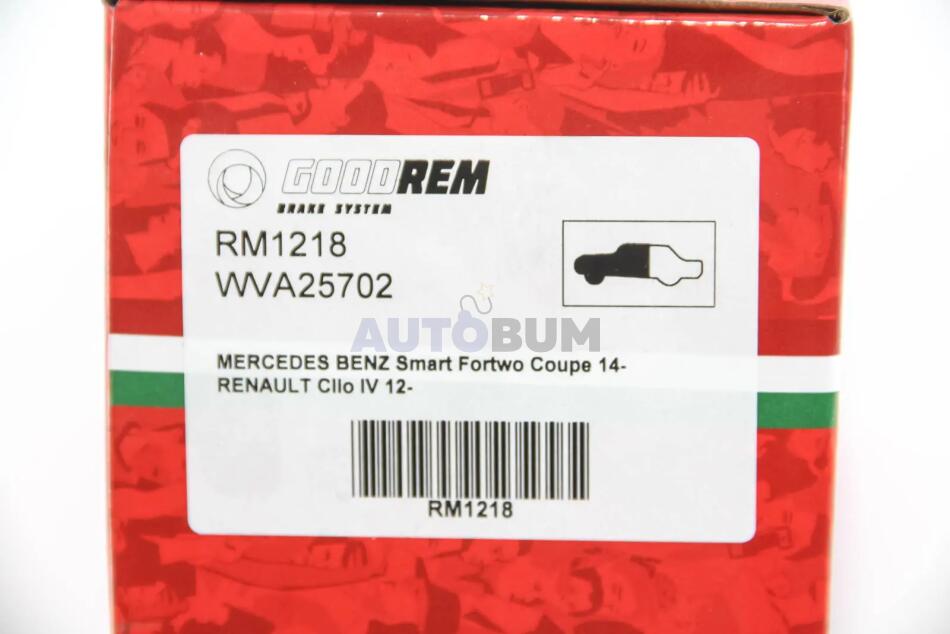 GOODREM
BRAKE SYSTEM
RM1218
WVA25702
AUTOBUM
MERCEDES BENZ Smart Fortwo Coupe 14-
RENAULT Clio IV 12-
RM1218